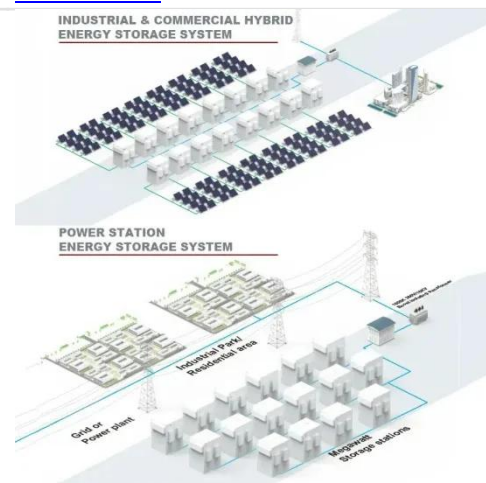 INDUSTRIAL & COMMERCIAL HYBRID
ENERGY STORAGE SYSTEM
POWER STATION
ENERGY STORAGE SYSTEM
Industrial Park/
Residential area
Grid or
Power plant
Megawatt
Storage stations